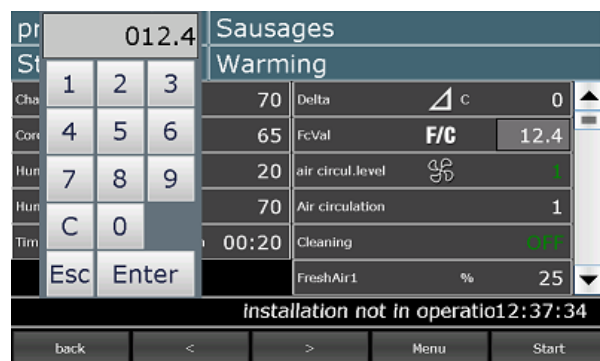 pr 012.4 Sausages
St Warming
1 2 3
4 5 6
7 8 9
C 0
Esc Enter
Cha 70 Delta C 0
Core 65 FcVal F/C 12.4
Hum 20 air circul.level 1
Hum 70 Air circulation 1
Tim 00:20 Cleaning OFF
FreshAir1 % 25
installation not in operatio12:37:34
back < > Menu Start